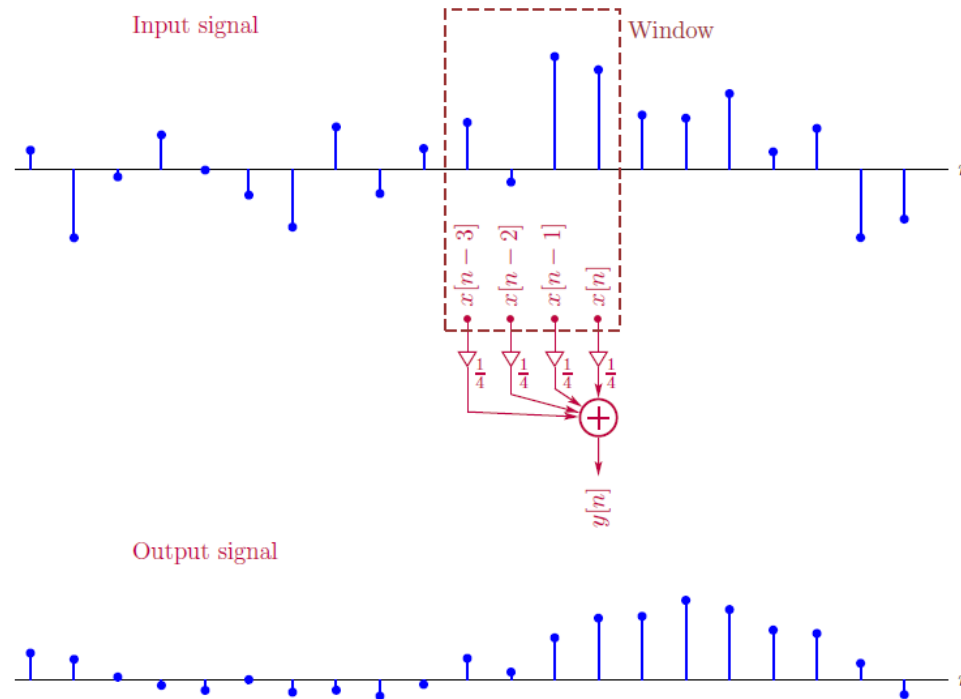 Input signal
Window
x[n − 3]
x[n − 2]
x[n − 1]
x[n]
1/4
1/4
1/4
1/4
+
y[n]
Output signal